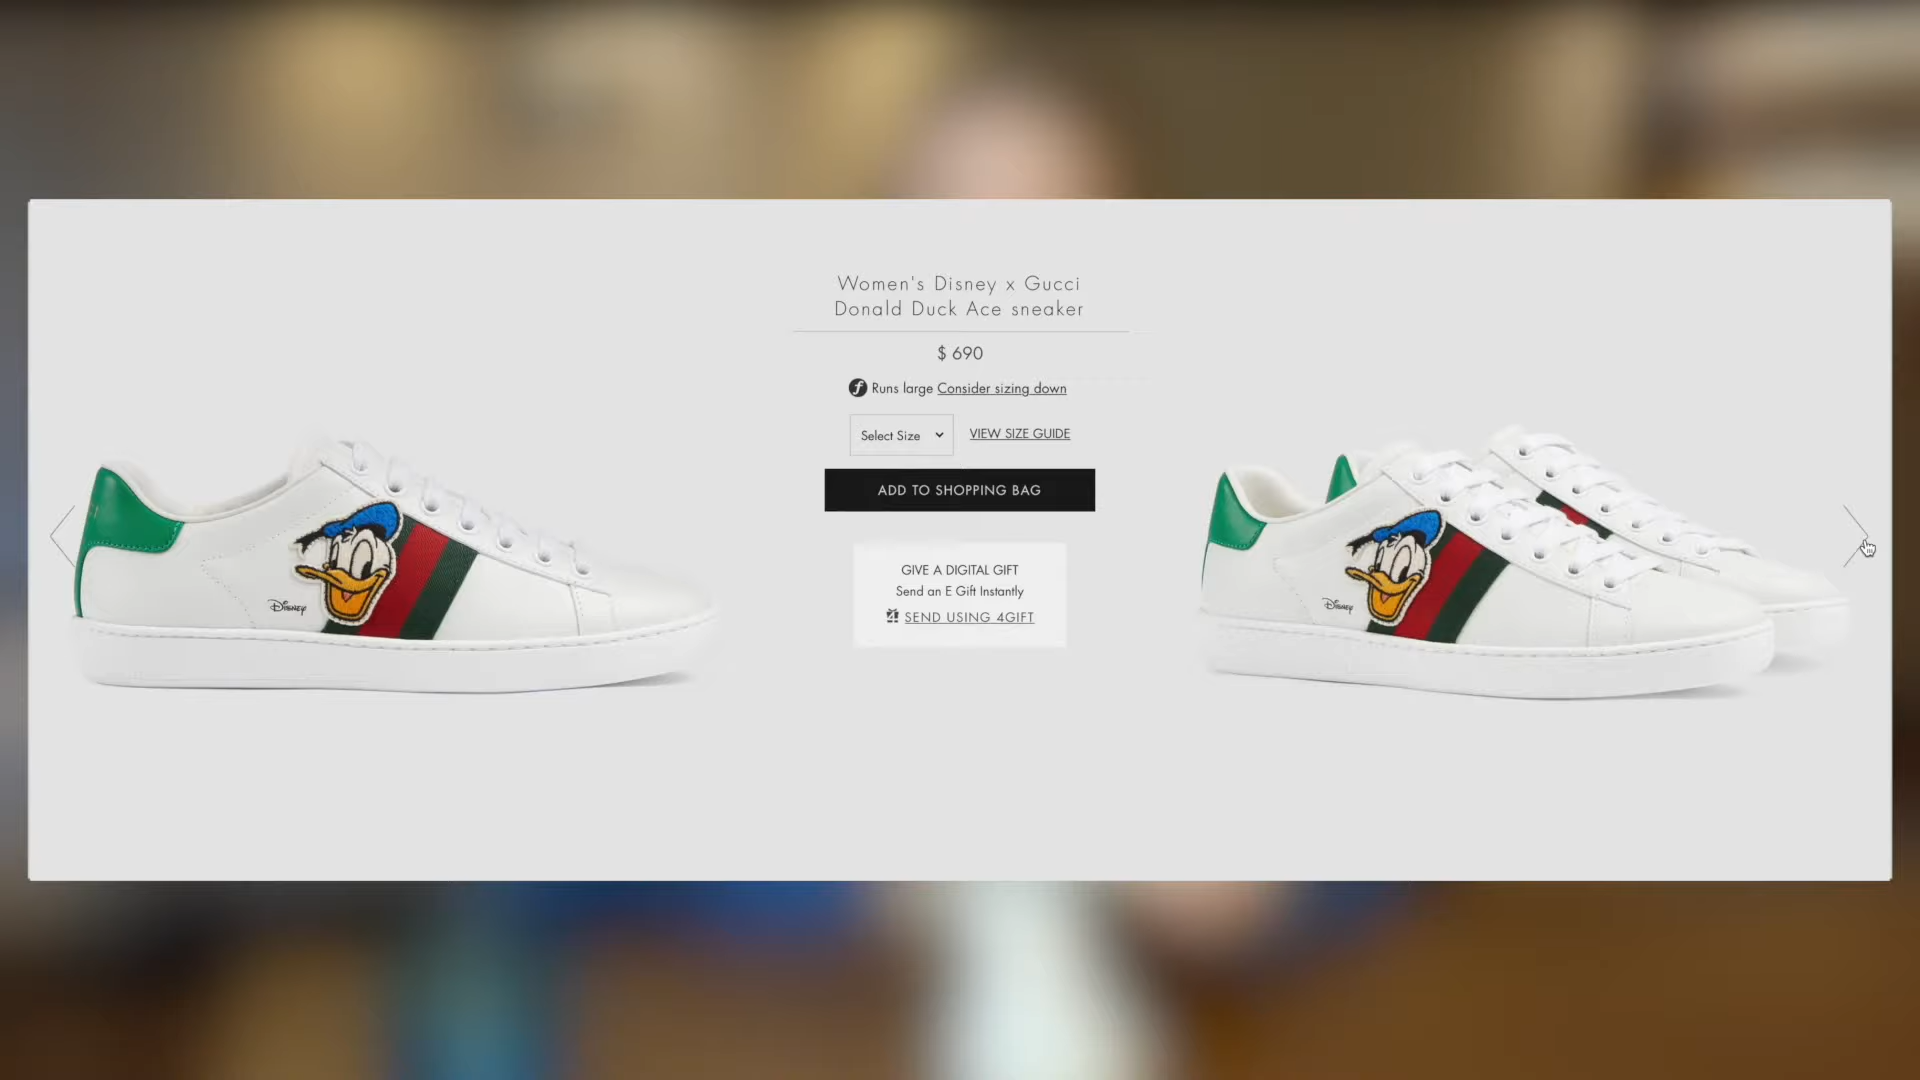 Women's Disney x Gucci
Donald Duck Ace sneaker
$ 690
Runs large Consider sizing down
Select Size
VIEW SIZE GUIDE
ADD TO SHOPPING BAG
GIVE A DIGITAL GIFT
Send an E Gift Instantly
SEND USING 4GIFT
Disney
Disney